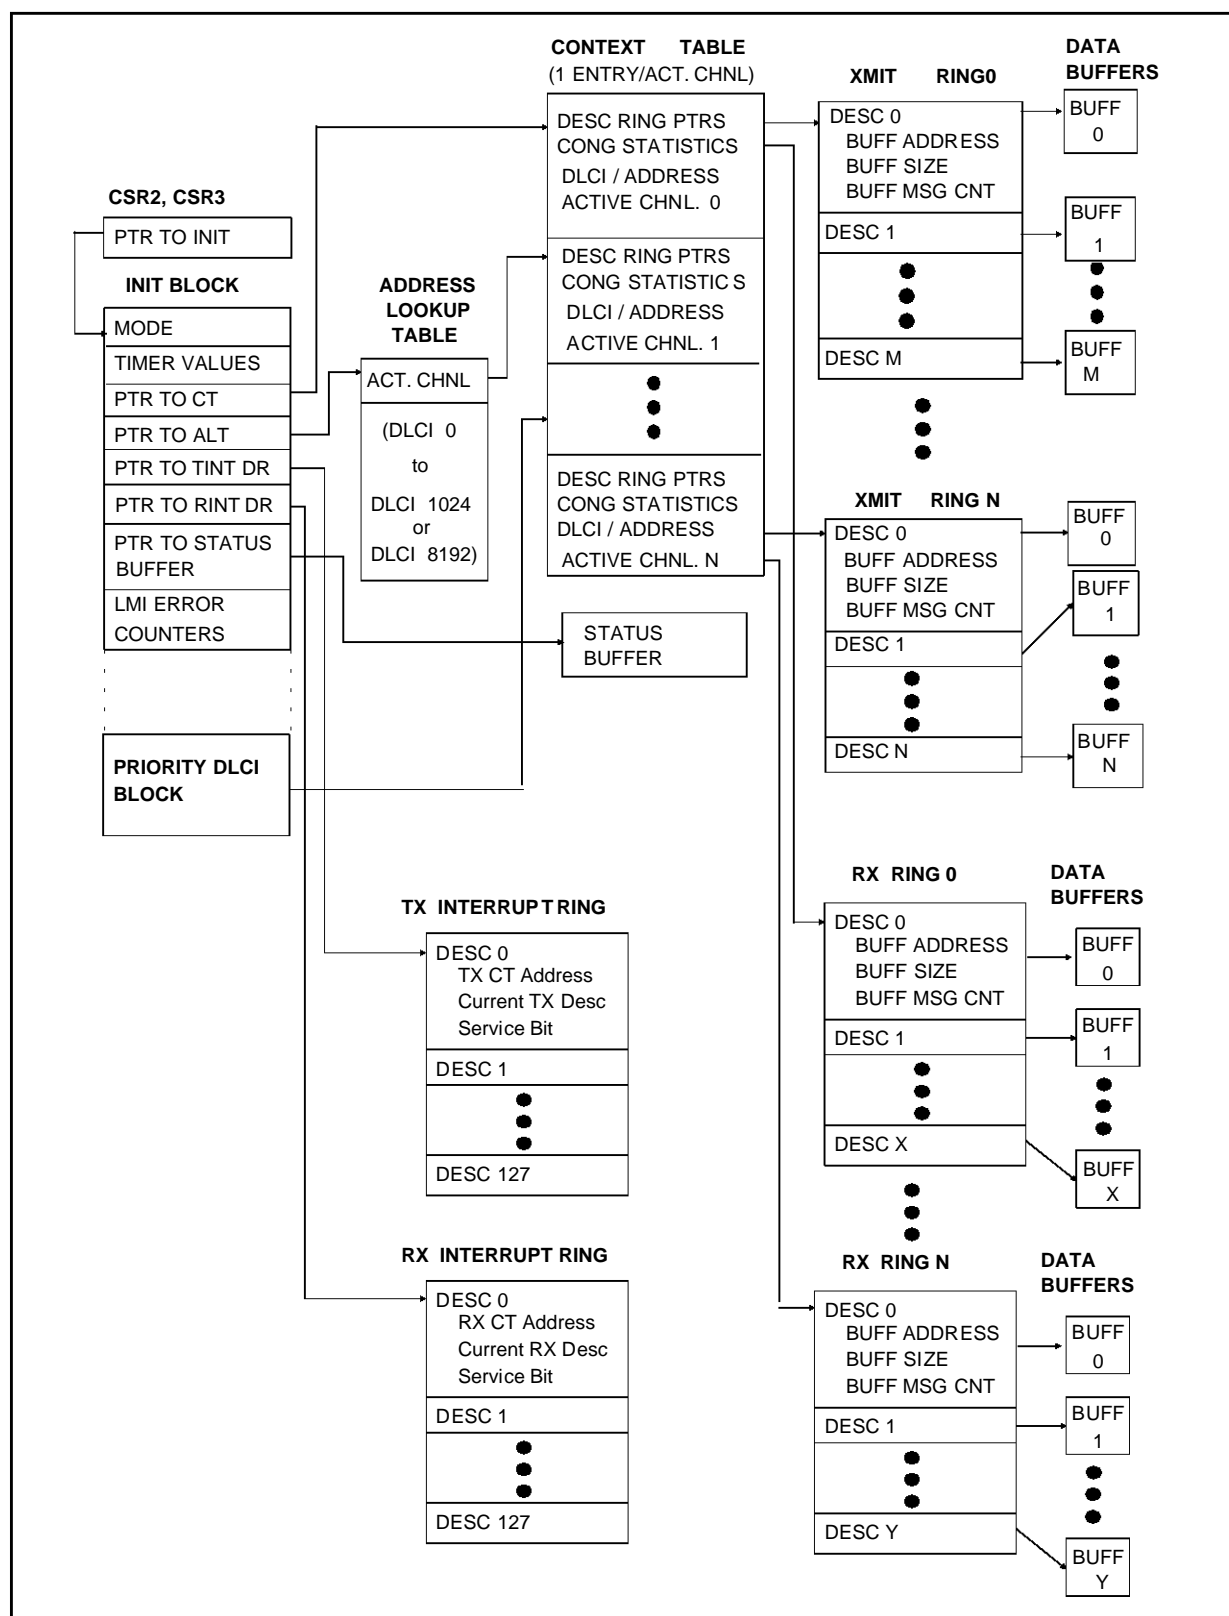 CSR2, CSR3
PTR TO INIT
INIT BLOCK
MODE
TIMER VALUES
PTR TO CT
PTR TO ALT
PTR TO TINT DR
PTR TO RINT DR
PTR TO STATUS
BUFFER
LMI ERROR
COUNTERS
PRIORITY DLCI
BLOCK
ADDRESS
LOOKUP
TABLE
ACT. CHNL
(DLCI 0
to
DLCI 1024
or
DLCI 8192)
CONTEXT TABLE
(1 ENTRY/ACT. CHNL)
DESC RING PTRS
CONG STATISTICS
DLCI / ADDRESS
ACTIVE CHNL. 0
DESC RING PTRS
CONG STATISTICS
DLCI / ADDRESS
ACTIVE CHNL. 1
DESC RING PTRS
CONG STATISTICS
DLCI / ADDRESS
ACTIVE CHNL. N
STATUS
BUFFER
TX INTERRUPT RING
DESC 0
TX CT Address
Current TX Desc
Service Bit
DESC 1
DESC 127
RX INTERRUPT RING
DESC 0
RX CT Address
Current RX Desc
Service Bit
DESC 1
DESC 127
XMIT RING0
DESC 0
BUFF ADDRESS
BUFF SIZE
BUFF MSG CNT
DESC 1
DESC M
DATA
BUFFERS
BUFF
0
BUFF
1
BUFF
M
XMIT RING N
DESC 0
BUFF ADDRESS
BUFF SIZE
BUFF MSG CNT
DESC 1
DESC N
BUFF
0
BUFF
1
BUFF
N
RX RING 0
DESC 0
BUFF ADDRESS
BUFF SIZE
BUFF MSG CNT
DESC 1
DESC X
DATA
BUFFERS
BUFF
0
BUFF
1
BUFF
X
RX RING N
DESC 0
BUFF ADDRESS
BUFF SIZE
BUFF MSG CNT
DESC 1
DESC Y
DATA
BUFFERS
BUFF
0
BUFF
1
BUFF
Y